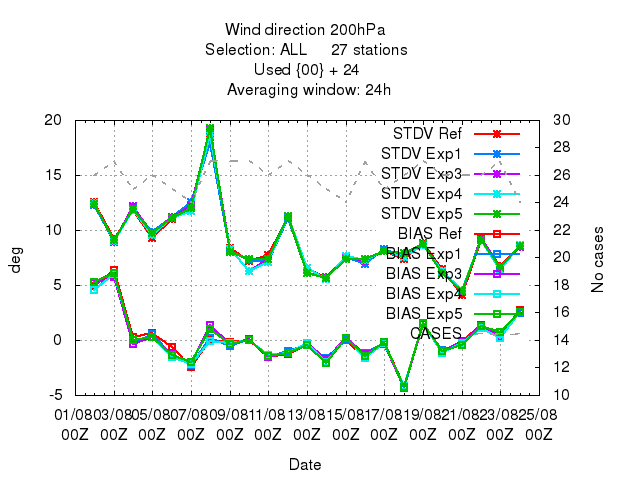 Wind direction 200hPa
Selection: ALL 27 stations
Used {00} + 24
Averaging window: 24h
20
15
10
5
0
-5
deg
30
28
26
24
22
20
18
16
14
12
10
No cases
STDV Ref
STDV Exp1
STDV Exp3
STDV Exp4
STDV Exp5
BIAS Ref
BIAS Exp1
BIAS Exp3
BIAS Exp4
BIAS Exp5
CASES
01/08 03/08 05/08 07/08 09/08 11/08 13/08 15/08 17/08 19/08 21/08 23/08 25/08
00Z 00Z 00Z 00Z 00Z 00Z 00Z 00Z 00Z 00Z 00Z 00Z 00Z
Date